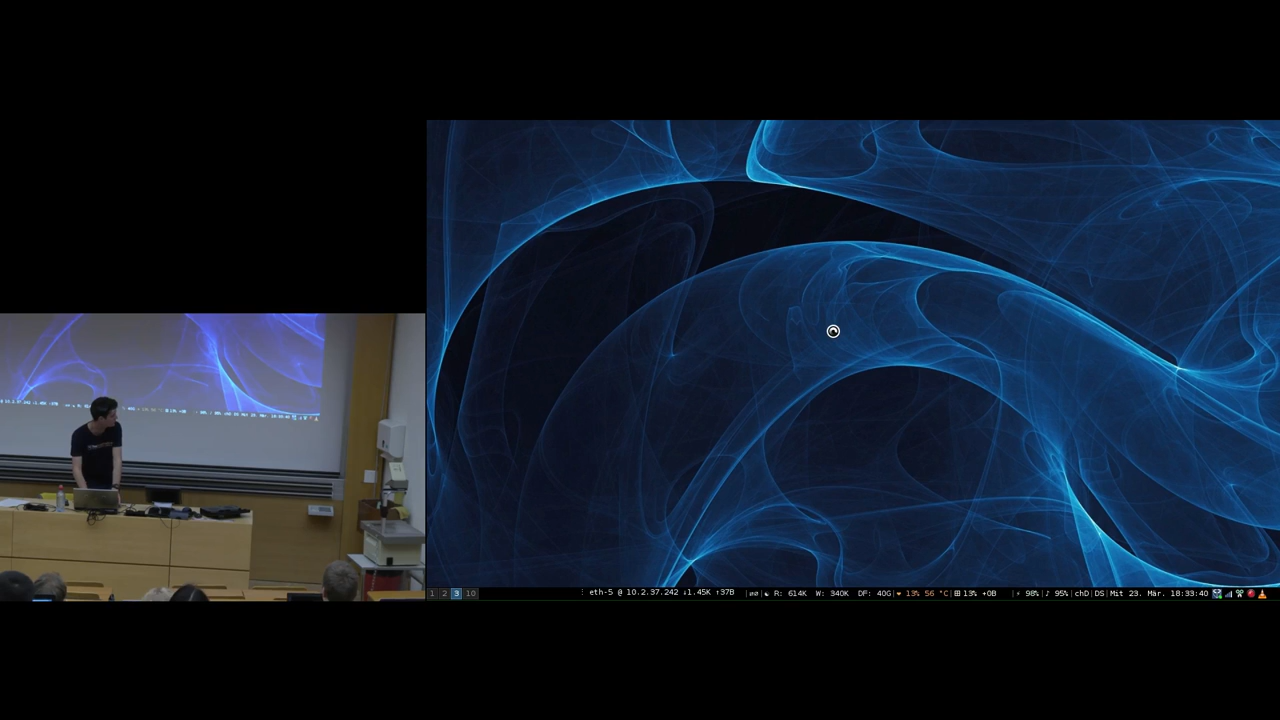 1 2 3 10 : eth-5 @ 10.2.37.242 ↓1.45K ↑37B |⌀⌀| R: 614K W: 340K DF: 40G| 13% 56 °C| 13% +0B | 98%| 95%| chD| DS| Mit 23. Mär. 18:33:40